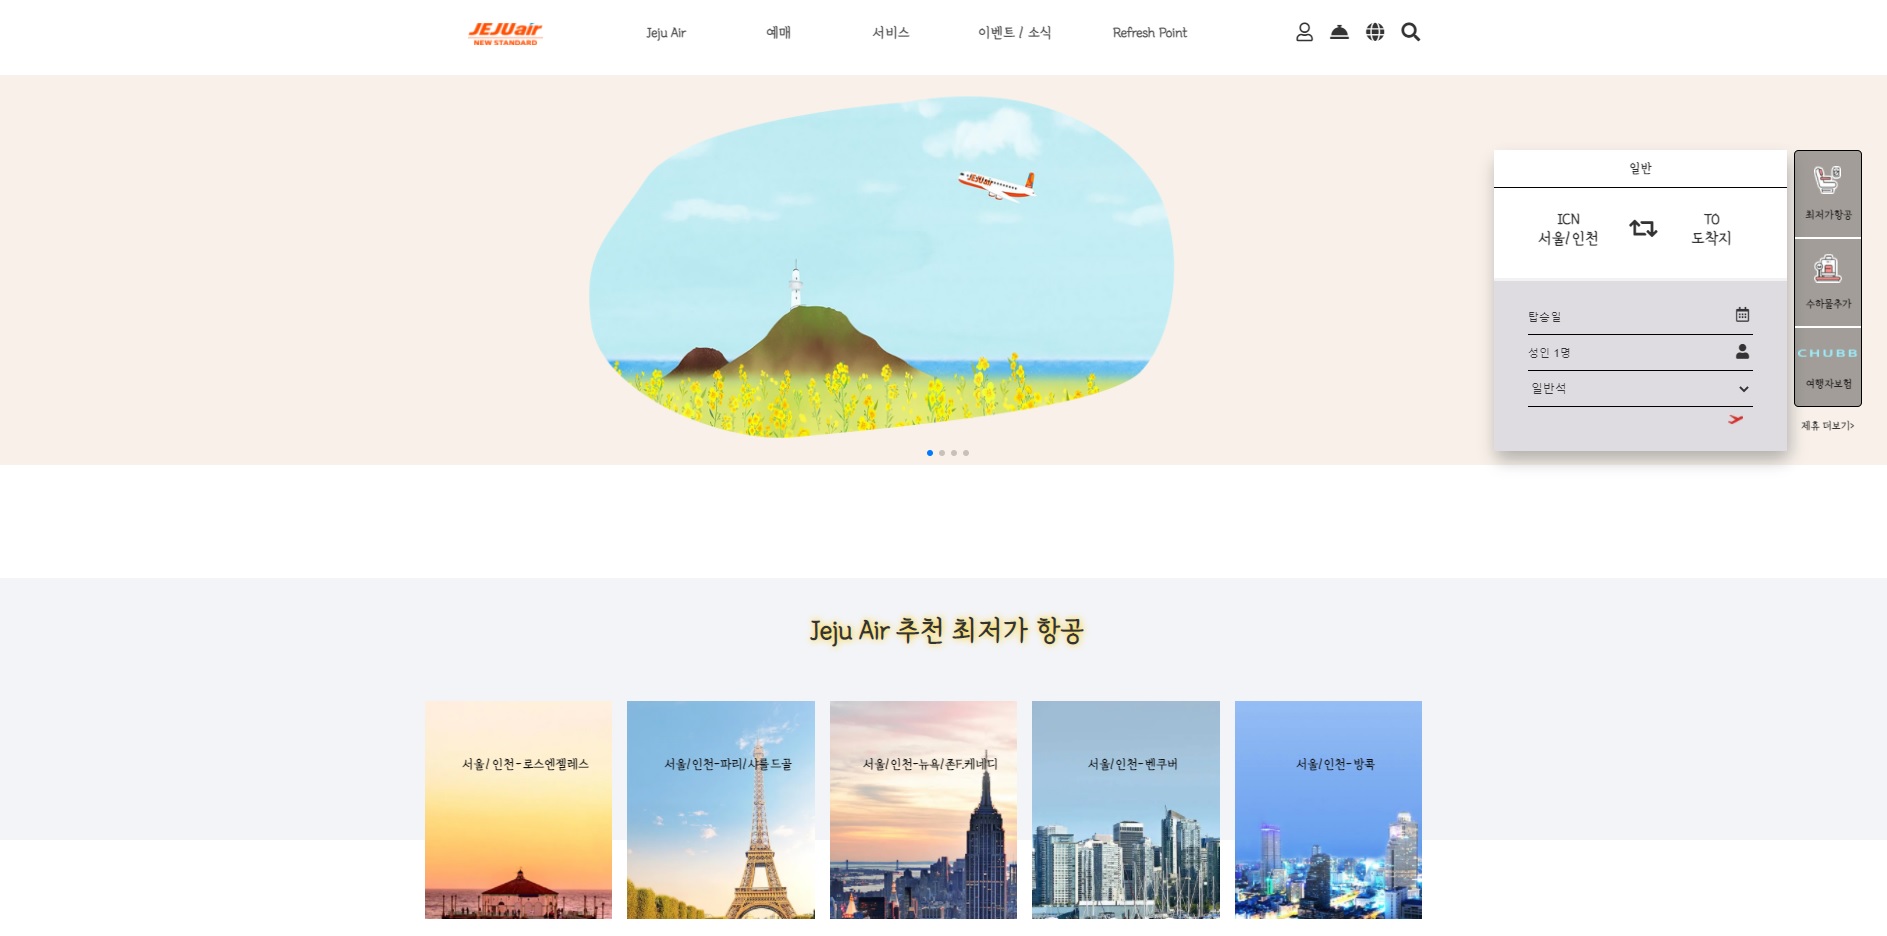 JEJUair
NEW STANDARD
Jeju Air
예매
서비스
이벤트 / 소식
Refresh Point
JEJUair
일반
ICN
서울/인천
TO
도착지
탑승일
성인 1명
일반석
최저가항공
수하물추가
CHUBB
여행자보험
제휴 더보기>
Jeju Air 추천 최저가 항공
서울/인천-로스엔젤레스
서울/인천-파리/샤를드골
서울/인천-뉴욕/존F.케네디
서울/인천-벤쿠버
서울/인천-방콕